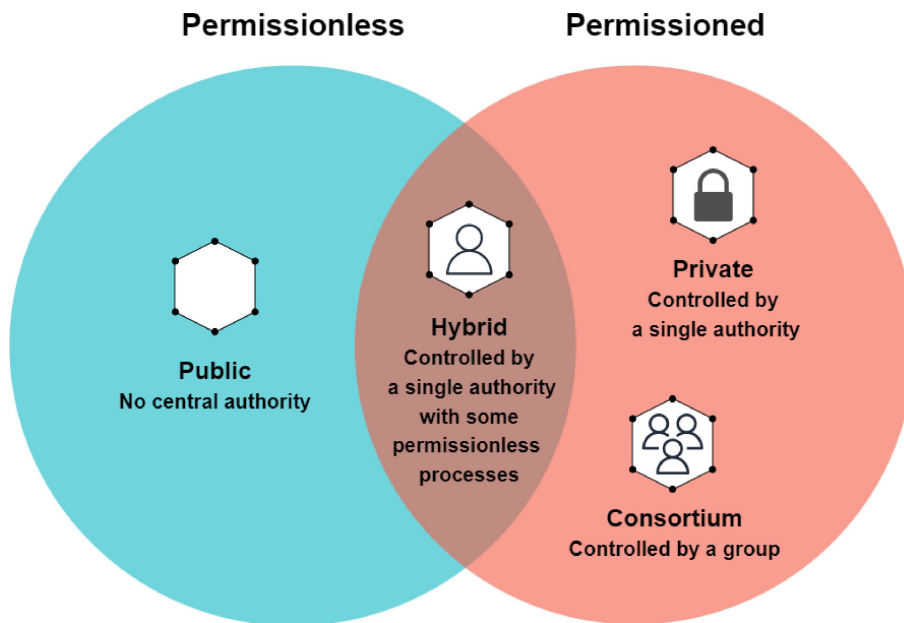 Permissionless
Permissioned
Public
No central authority
Hybrid
Controlled by
a single authority
with some
permissionless
processes
Private
Controlled by
a single authority
Consortium
Controlled by a group